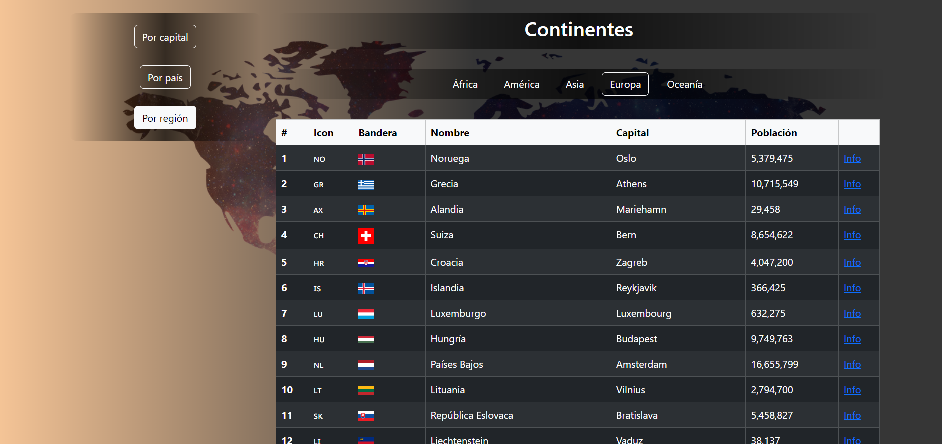 Por capital
Por país
Por región
Continentes
África América Asia Europa Oceanía
# Icon Bandera Nombre Capital Población
1 NO Noruega Oslo 5,379,475 Info
2 GR Grecia Athens 10,715,549 Info
3 AX Alandia Mariehamn 29,458 Info
4 CH Suiza Bern 8,654,622 Info
5 HR Croacia Zagreb 4,047,200 Info
6 IS Islandia Reykjavik 366,425 Info
7 LU Luxemburgo Luxembourg 632,275 Info
8 HU Hungría Budapest 9,749,763 Info
9 NL Países Bajos Amsterdam 16,655,799 Info
10 LT Lituania Vilnius 2,794,700 Info
11 SK República Eslovaca Bratislava 5,458,827 Info
12 LI Liechtenstein Vaduz 38,137 Info